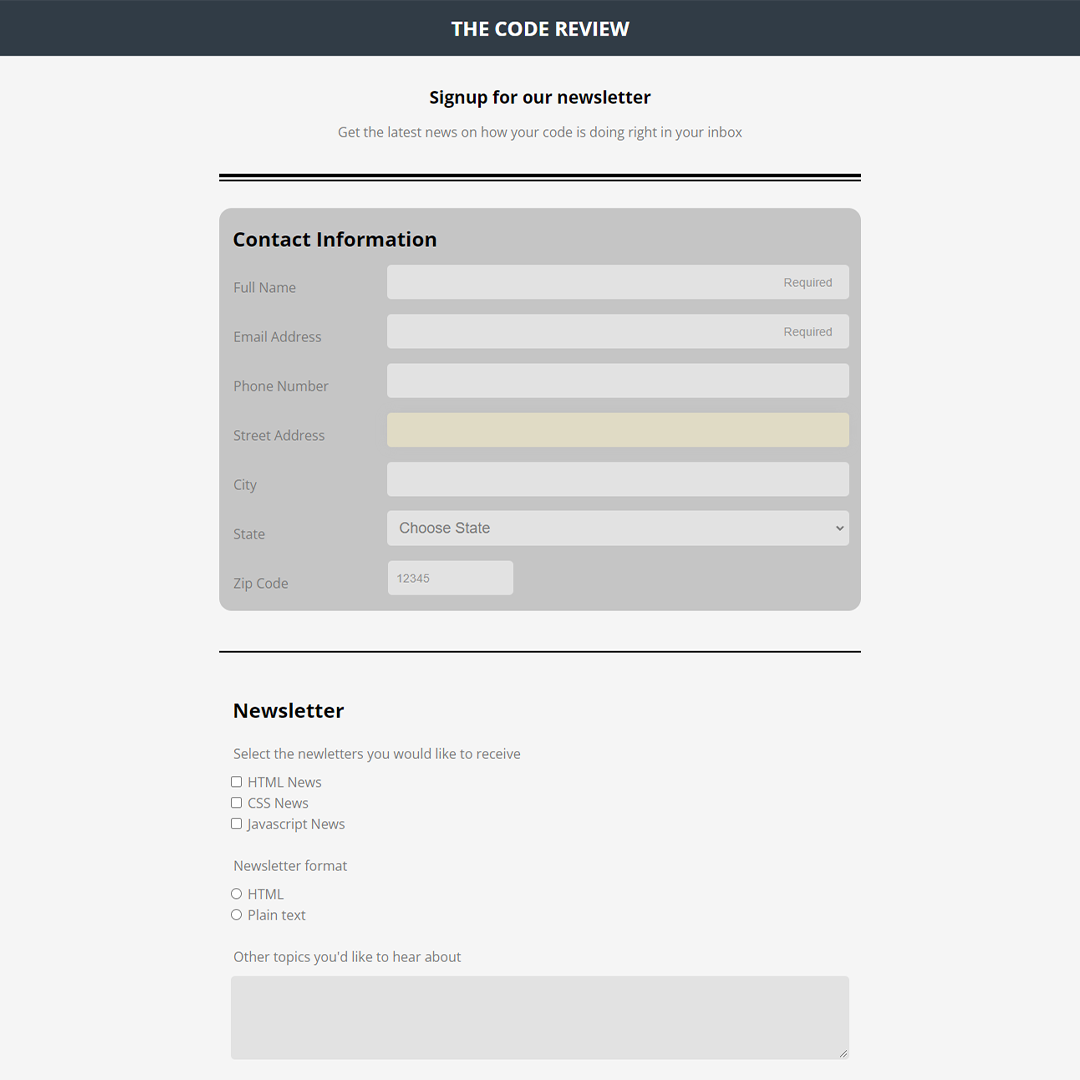 THE CODE REVIEW
Signup for our newsletter
Get the latest news on how your code is doing right in your inbox
Contact Information
Full Name Required
Email Address Required
Phone Number
Street Address
City
State Choose State
Zip Code 12345
Newsletter
Select the newletters you would like to receive
HTML News
CSS News
Javascript News
Newsletter format
HTML
Plain text
Other topics you'd like to hear about